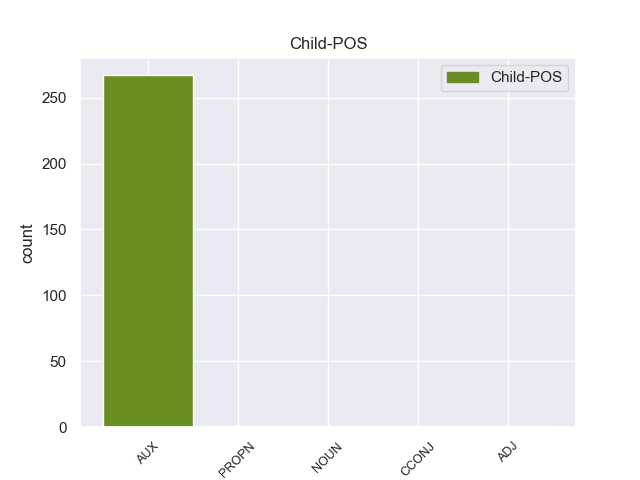 Child-POS
Child-POS
count
250
200
150
100
50
0
AUX
PROPN
NOUN
CCONJ
ADJ